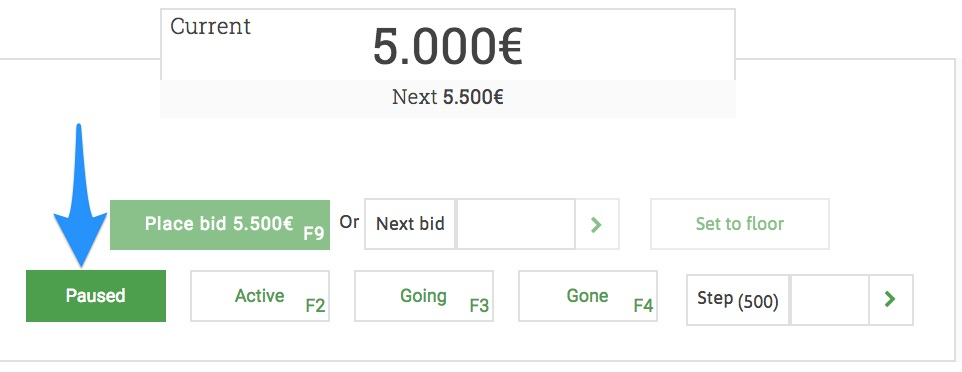 Current
5.000€
Next 5.500€
Place bid 5.500€ F9 Or Next bid Set to floor
Paused Active F2 Going F3 Gone F4 Step (500)